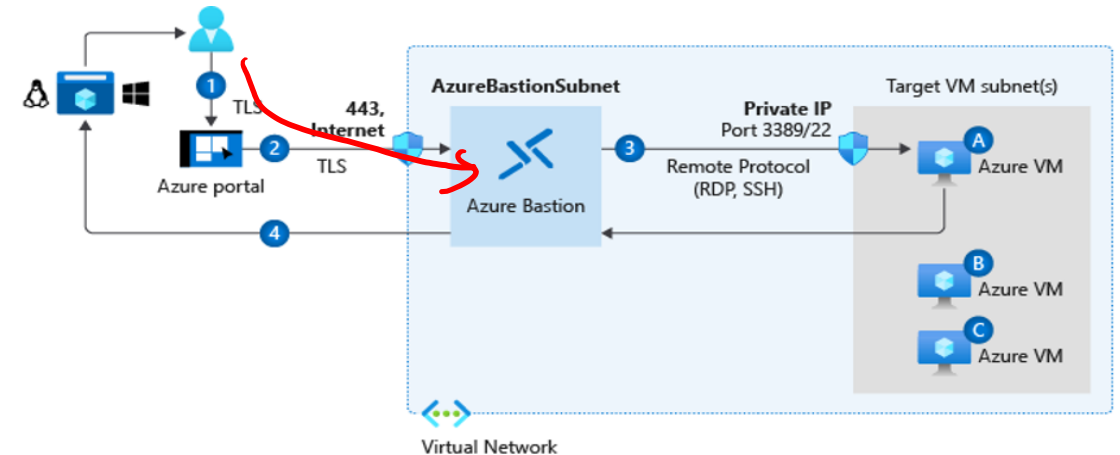 1
TLS
Azure portal
2
443,
Internet
TLS
AzureBastionSubnet
Azure Bastion
3
Private IP
Port 3389/22
Remote Protocol
(RDP, SSH)
Target VM subnet(s)
A
Azure VM
B
Azure VM
C
Azure VM
4
Virtual Network